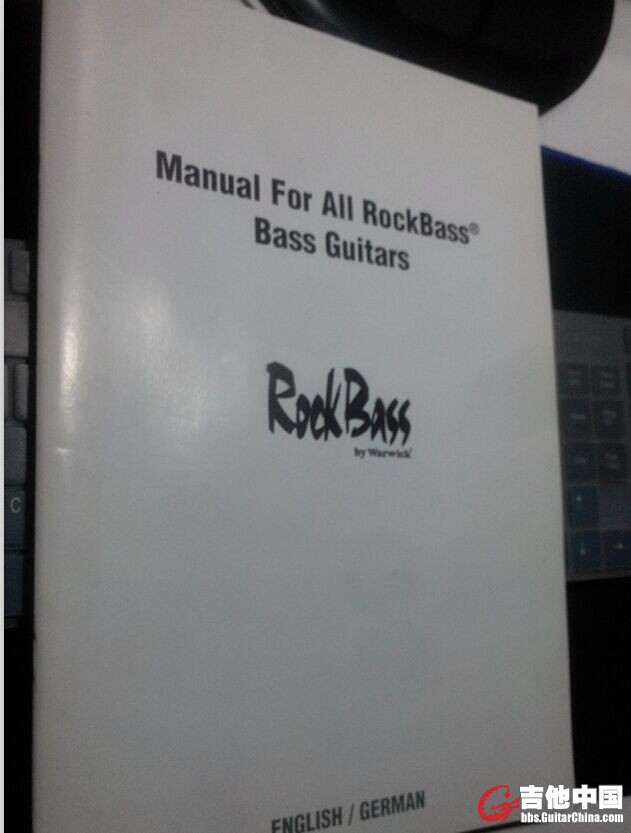 Manual For All RockBass®
Bass Guitars
RockBass
by Warwick
ENGLISH / GERMAN
C
吉他中国
bbs.GuitarChina.com